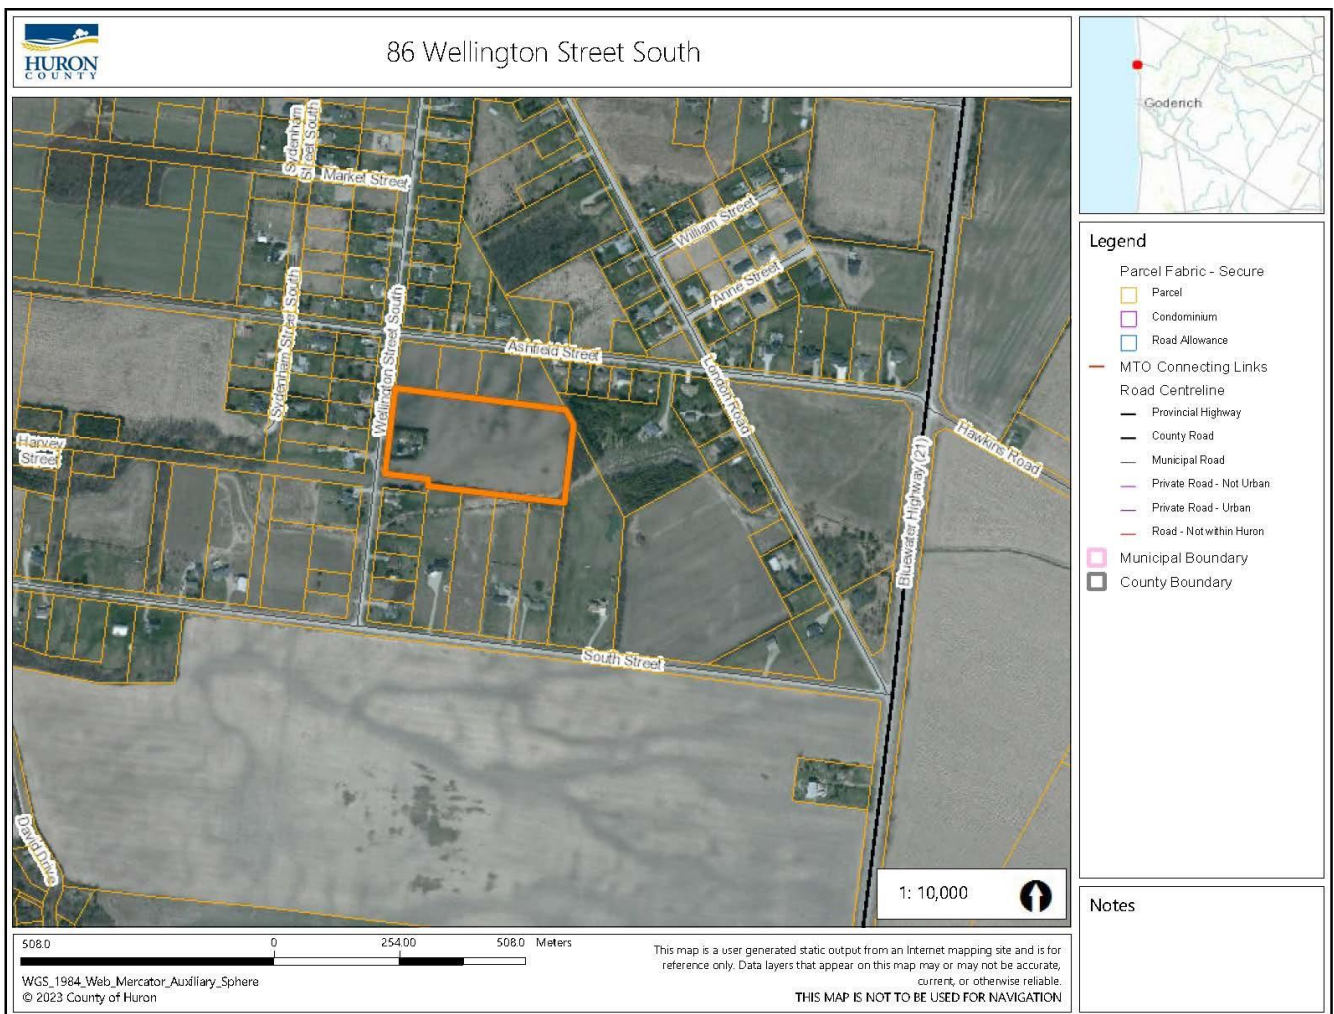 HURON
COUNTY
86 Wellington Street South
Goderich
Sydenham
Street South
Market Street
William Street
Anne Street
Sydenham Street South
Wellington Street South
Ashfield Street
London Road
Harvey
Street
Hawkins Road
Bluewater Highway (21)
South Street
David Drive
1: 10,000
Legend
Parcel Fabric - Secure
Parcel
Condominium
Road Allowance
MTO Connecting Links
Road Centreline
Provincial Highway
County Road
Municipal Road
Private Road - Not Urban
Private Road - Urban
Road - Not within Huron
Municipal Boundary
County Boundary
Notes
508.0 0 254.00 508.0 Meters
WGS_1984_Web_Mercator_Auxiliary_Sphere
© 2023 County of Huron
This map is a user generated static output from an Internet mapping site and is for
reference only. Data layers that appear on this map may or may not be accurate,
current, or otherwise reliable.
THIS MAP IS NOT TO BE USED FOR NAVIGATION